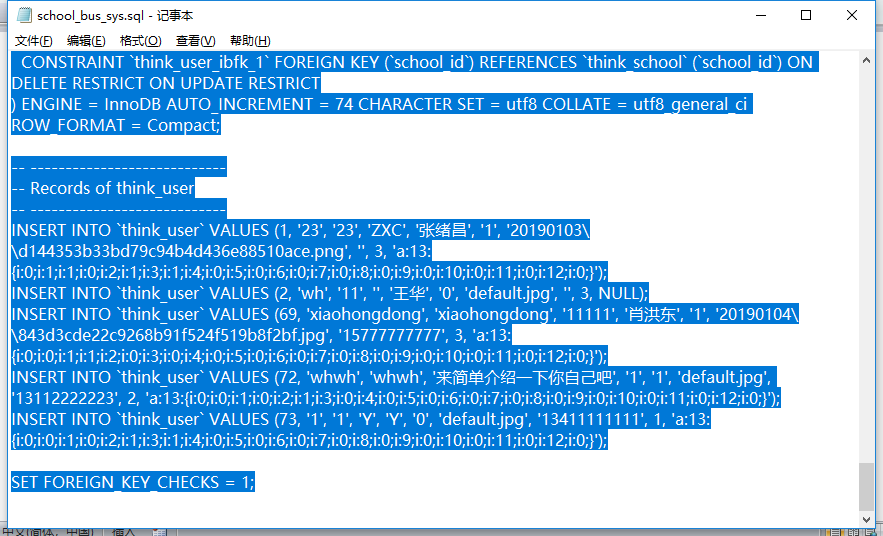 school_bus_sys.sql - 记事本
文件(F) 编辑(E) 格式(O) 查看(V) 帮助(H)
CONSTRAINT `think_user_ibfk_1` FOREIGN KEY (`school_id`) REFERENCES `think_school` (`school_id`) ON
DELETE RESTRICT ON UPDATE RESTRICT
) ENGINE = InnoDB AUTO_INCREMENT = 74 CHARACTER SET = utf8 COLLATE = utf8_general_ci
ROW_FORMAT = Compact;
-- ----------------------------
-- Records of think_user
-- ----------------------------
INSERT INTO `think_user` VALUES (1, '23', '23', 'ZXC', '张绪昌', '1', '20190103\
\d144353b33bd79c94b4d436e88510ace.png', '', 3, 'a:13:
{i:0;i:1;i:1;i:0;i:2;i:1;i:3;i:1;i:4;i:0;i:5;i:0;i:6;i:0;i:7;i:0;i:8;i:0;i:9;i:0;i:10;i:0;i:11;i:0;i:12;i:0;}');
INSERT INTO `think_user` VALUES (2, 'wh', '11', '', '王华', '0', 'default.jpg', '', 3, NULL);
INSERT INTO `think_user` VALUES (69, 'xiaohongdong', 'xiaohongdong', '11111', '肖洪东', '1', '20190104\
\843d3cde22c9268b91f524f519b8f2bf.jpg', '15777777777', 3, 'a:13:
{i:0;i:0;i:1;i:1;i:2;i:0;i:3;i:0;i:4;i:0;i:5;i:0;i:6;i:0;i:7;i:0;i:8;i:0;i:9;i:0;i:10;i:0;i:11;i:0;i:12;i:0;}');
INSERT INTO `think_user` VALUES (72, 'whwh', 'whwh', '来简单介绍一下你自己吧', '1', '1', 'default.jpg',
'13112222223', 2, 'a:13:{i:0;i:0;i:1;i:0;i:2;i:1;i:3;i:0;i:4;i:0;i:5;i:0;i:6;i:0;i:7;i:0;i:8;i:0;i:9;i:0;i:10;i:0;i:11;i:0;i:12;i:0;}');
INSERT INTO `think_user` VALUES (73, '1', '1', 'Y', 'Y', '0', 'default.jpg', '13411111111', 1, 'a:13:
{i:0;i:0;i:1;i:0;i:2;i:1;i:3;i:1;i:4;i:0;i:5;i:0;i:6;i:0;i:7;i:0;i:8;i:0;i:9;i:0;i:10;i:0;i:11;i:0;i:12;i:0;}');
SET FOREIGN_KEY_CHECKS = 1;
中文(简体，中国) 插入